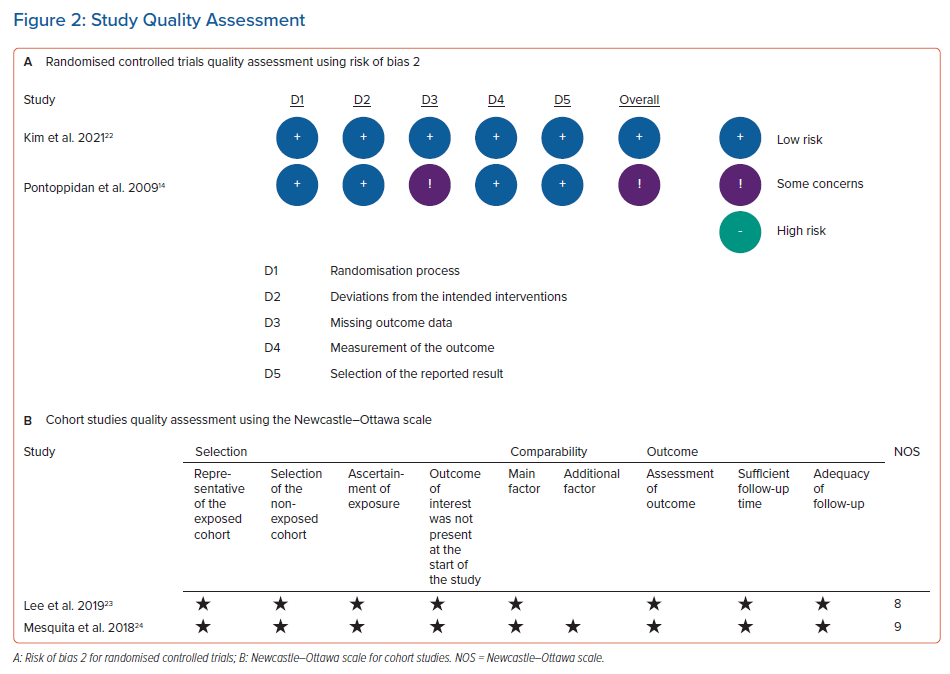 Figure 2: Study Quality Assessment
A Randomised controlled trials quality assessment using risk of bias 2
Study D1 D2 D3 D4 D5 Overall
Kim et al. 2021²² + + + + + + + Low risk
Pontoppidan et al. 2009¹⁴ + + ! + + ! ! Some concerns
- High risk
D1 Randomisation process
D2 Deviations from the intended interventions
D3 Missing outcome data
D4 Measurement of the outcome
D5 Selection of the reported result
B Cohort studies quality assessment using the Newcastle–Ottawa scale
Study Selection Comparability Outcome NOS
Repre-
sentative
of the
exposed
cohort
Selection
of the
non-
exposed
cohort
Ascertain-
ment of
exposure
Outcome
of
interest
was not
present
at the
start of
the study
Main
factor
Additional
factor
Assessment
of
outcome
Sufficient
follow-up
time
Adequacy
of
follow-up
Lee et al. 2019²³ ★ ★ ★ ★ ★ ★ ★ ★ 8
Mesquita et al. 2018²⁴ ★ ★ ★ ★ ★ ★ ★ ★ ★ 9
A: Risk of bias 2 for randomised controlled trials; B: Newcastle–Ottawa scale for cohort studies. NOS = Newcastle–Ottawa scale.